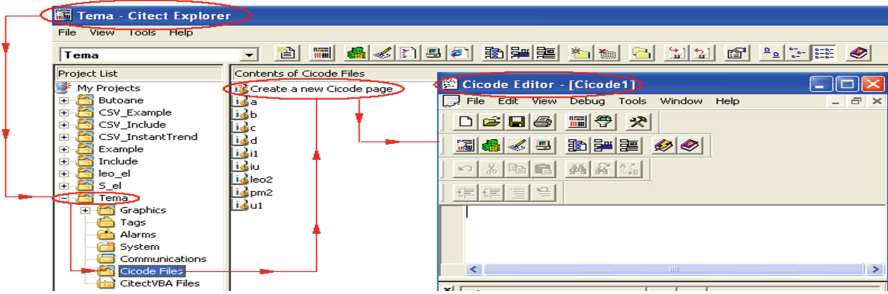 Tema - Citect Explorer
File View Tools Help
Tema
Project List
My Projects
Butoane
CSV_Example
CSV_Include
CSV_InstantTrend
Example
Include
leo_el
S_el
Tema
Graphics
Tags
Alarms
System
Communications
Cicode Files
CitectVBA Files
Contents of Cicode Files
Create a new Cicode page
a
b
c
d
i1
iu
leo2
pm2
u1
Cicode Editor - [Cicode1]
File Edit View Debug Tools Window Help